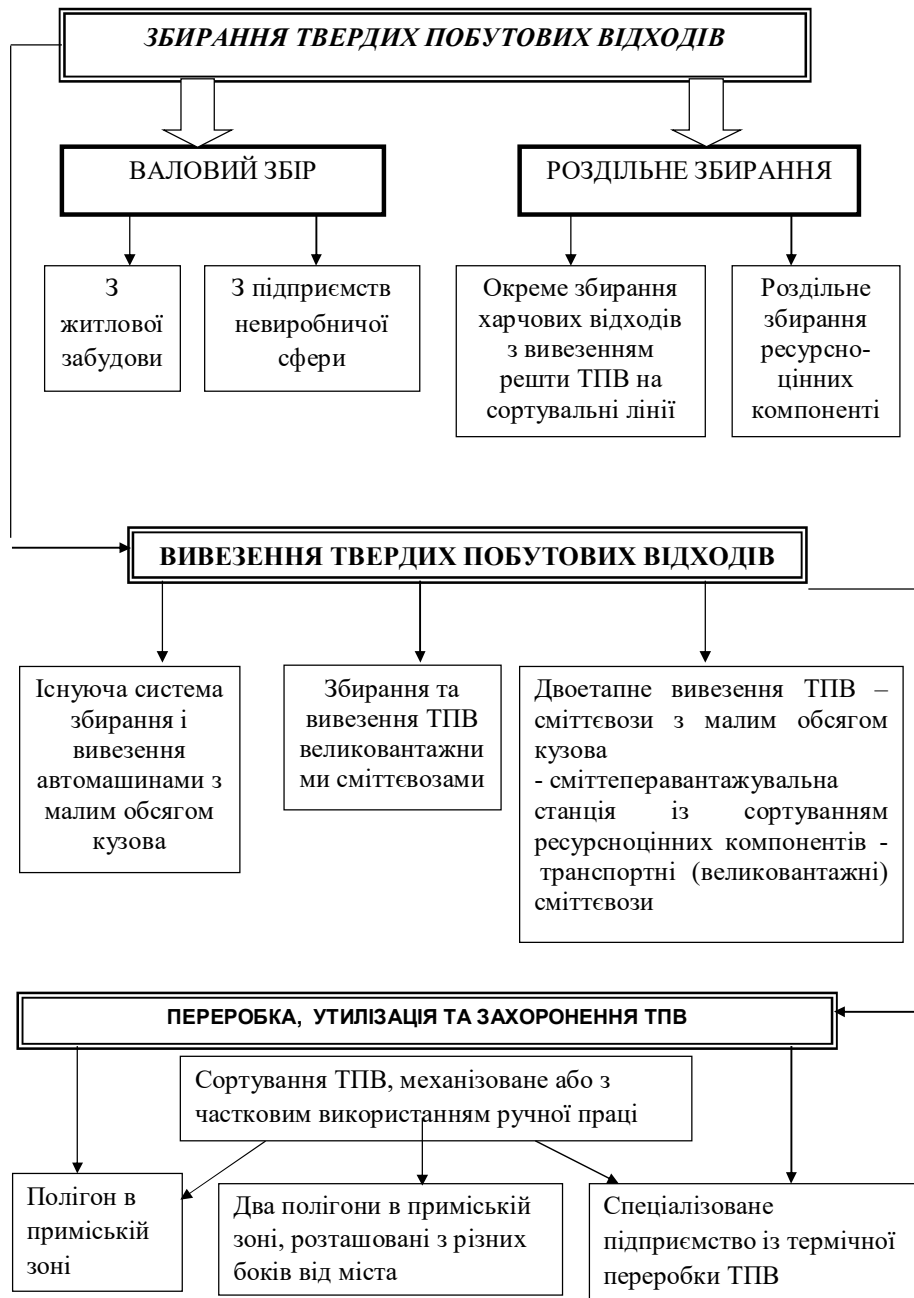 ЗБИРАННЯ ТВЕРДИХ ПОБУТОВИХ ВІДХОДІВ
ВАЛОВИЙ ЗБІР
РОЗДІЛЬНЕ ЗБИРАННЯ
З
житлової
забудови
З підприємств
невиробничої
сфери
Окреме збирання
харчових відходів
з вивезенням
решти ТПВ на
сортувальні лінії
Роздільне
збирання
ресурсно-
цінних
компоненті
ВИВЕЗЕННЯ ТВЕРДИХ ПОБУТОВИХ ВІДХОДІВ
Існуюча система
збирання і
вивезення
автомашинами з
малим обсягом
кузова
Збирання та
вивезення ТПВ
великовантажни
ми сміттєвозами
Двоетапне вивезення ТПВ –
сміттєвози з малим обсягом
кузова
- сміттеперавантажувальна
станція із сортуванням
ресурсноцінних компонентів -
транспортні (великовантажні)
сміттєвози
ПЕРЕРОБКА, УТИЛІЗАЦІЯ ТА ЗАХОРОНЕННЯ ТПВ
Сортування ТПВ, механізоване або з
частковим використанням ручної праці
Полігон в
приміській
зоні
Два полігони в приміській
зоні, розташовані з різних
боків від міста
Спеціалізоване
підприємство із термічної
переробки ТПВ